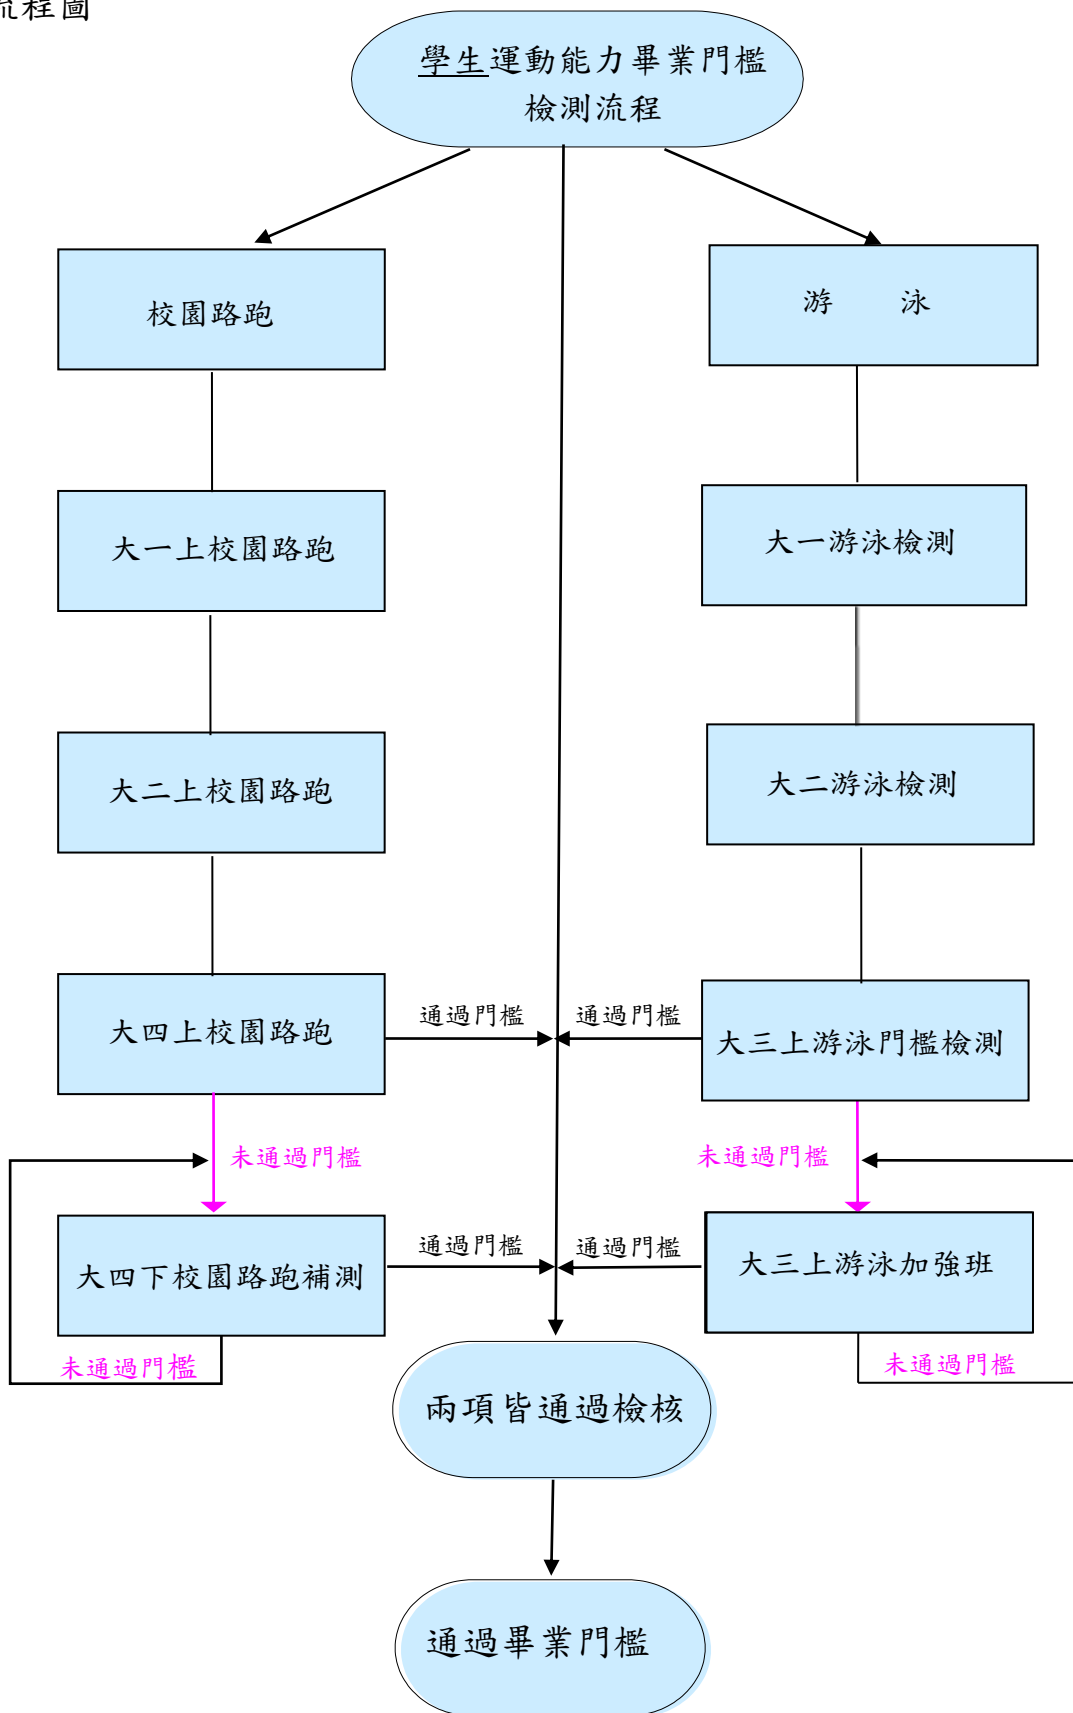 流程圖
學生運動能力畢業門檻
檢測流程
校園路跑
游 泳
大一上校園路跑
大一游泳檢測
大二上校園路跑
大二游泳檢測
大四上校園路跑
通過門檻
通過門檻
大三上游泳門檻檢測
未通過門檻
未通過門檻
大四下校園路跑補測
通過門檻
通過門檻
大三上游泳加強班
未通過門檻
未通過門檻
兩項皆通過檢核
通過畢業門檻